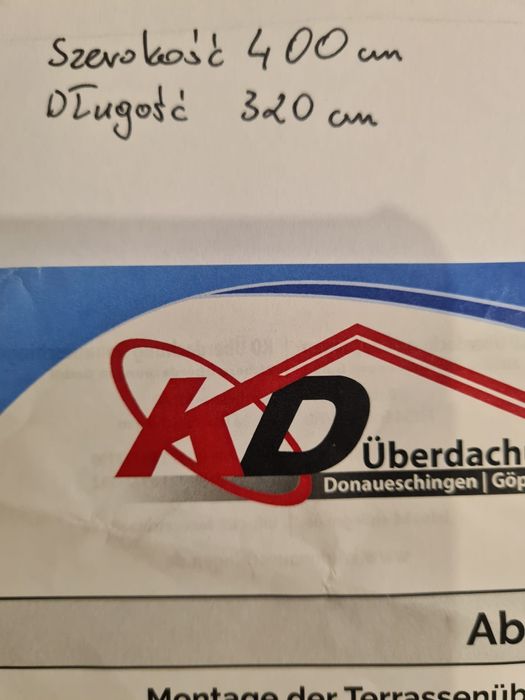 Szerokość 400 cm
Długość 320 cm
KD
Überdach
Donaueschingen | Göp
Ab
Montage der Terrassenüb